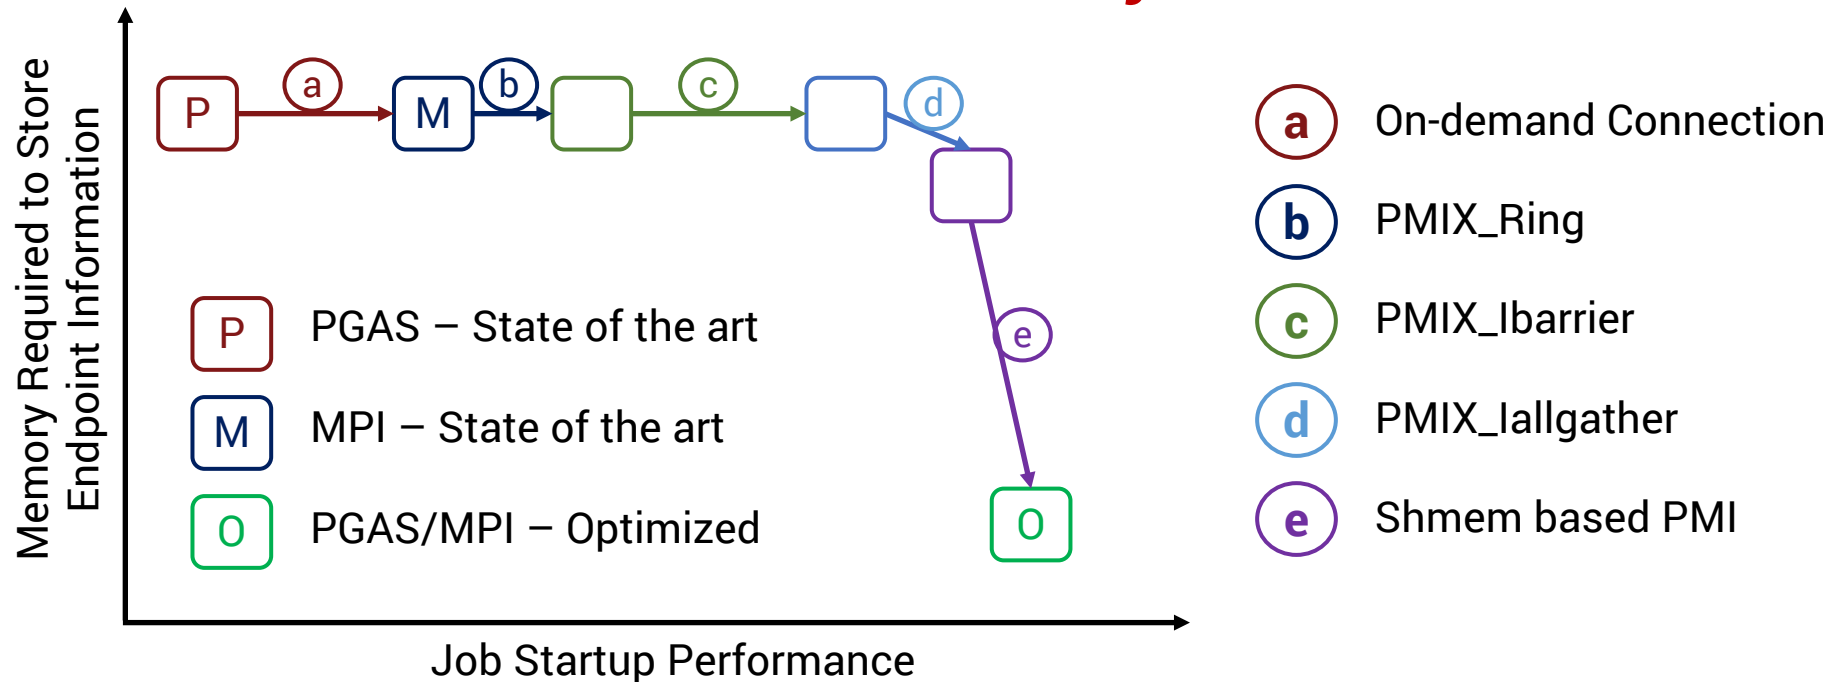 Memory Required to Store
Endpoint Information
P
a
M
b
c
d
e
O
P PGAS – State of the art
M MPI – State of the art
O PGAS/MPI – Optimized
Job Startup Performance
a On-demand Connection
b PMIX_Ring
c PMIX_Ibarrier
d PMIX_Iallgather
e Shmem based PMI